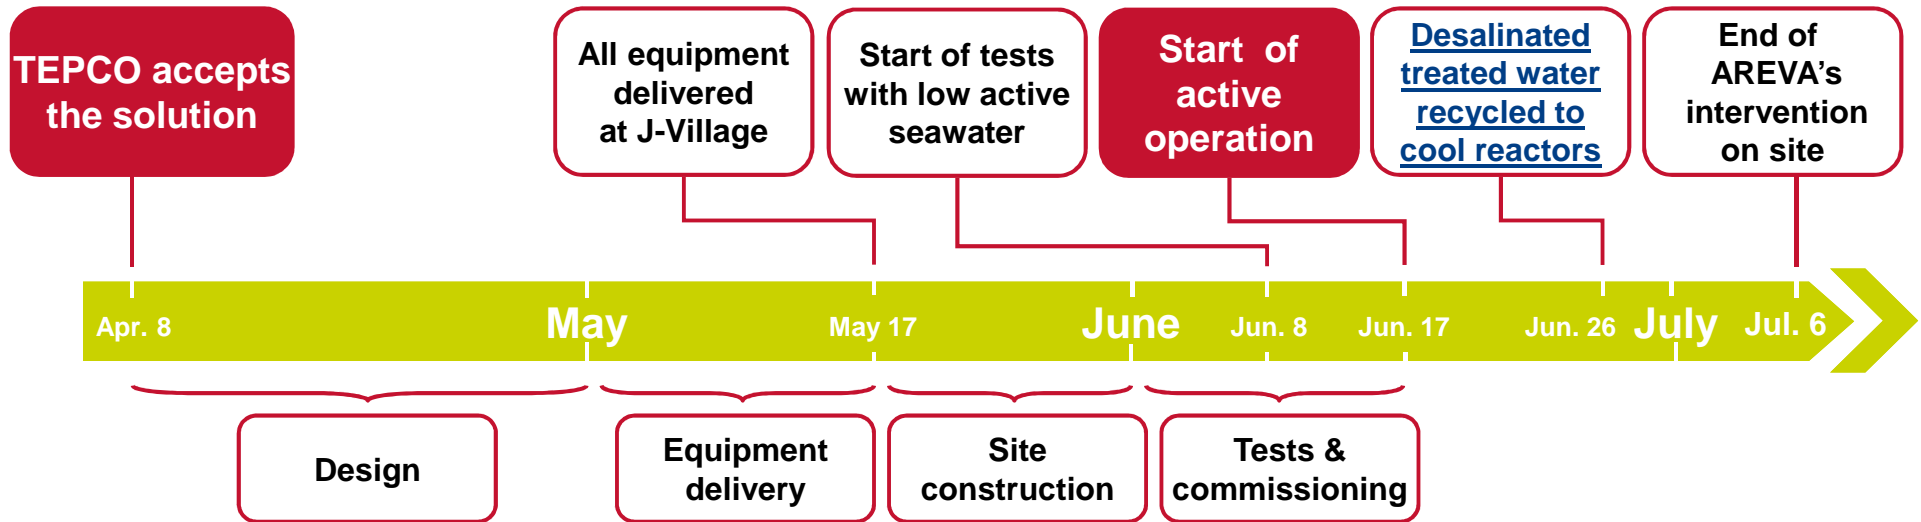 TEPCO accepts
the solution
All equipment
delivered
at J-Village
Start of tests
with low active
seawater
Start of
active
operation
Desalinated
treated water
recycled to
cool reactors
End of
AREVA's
intervention
on site
Apr. 8
May
May 17
June
Jun. 8
Jun. 17
Jun. 26
July
Jul. 6
Design
Equipment
delivery
Site
construction
Tests &
commissioning